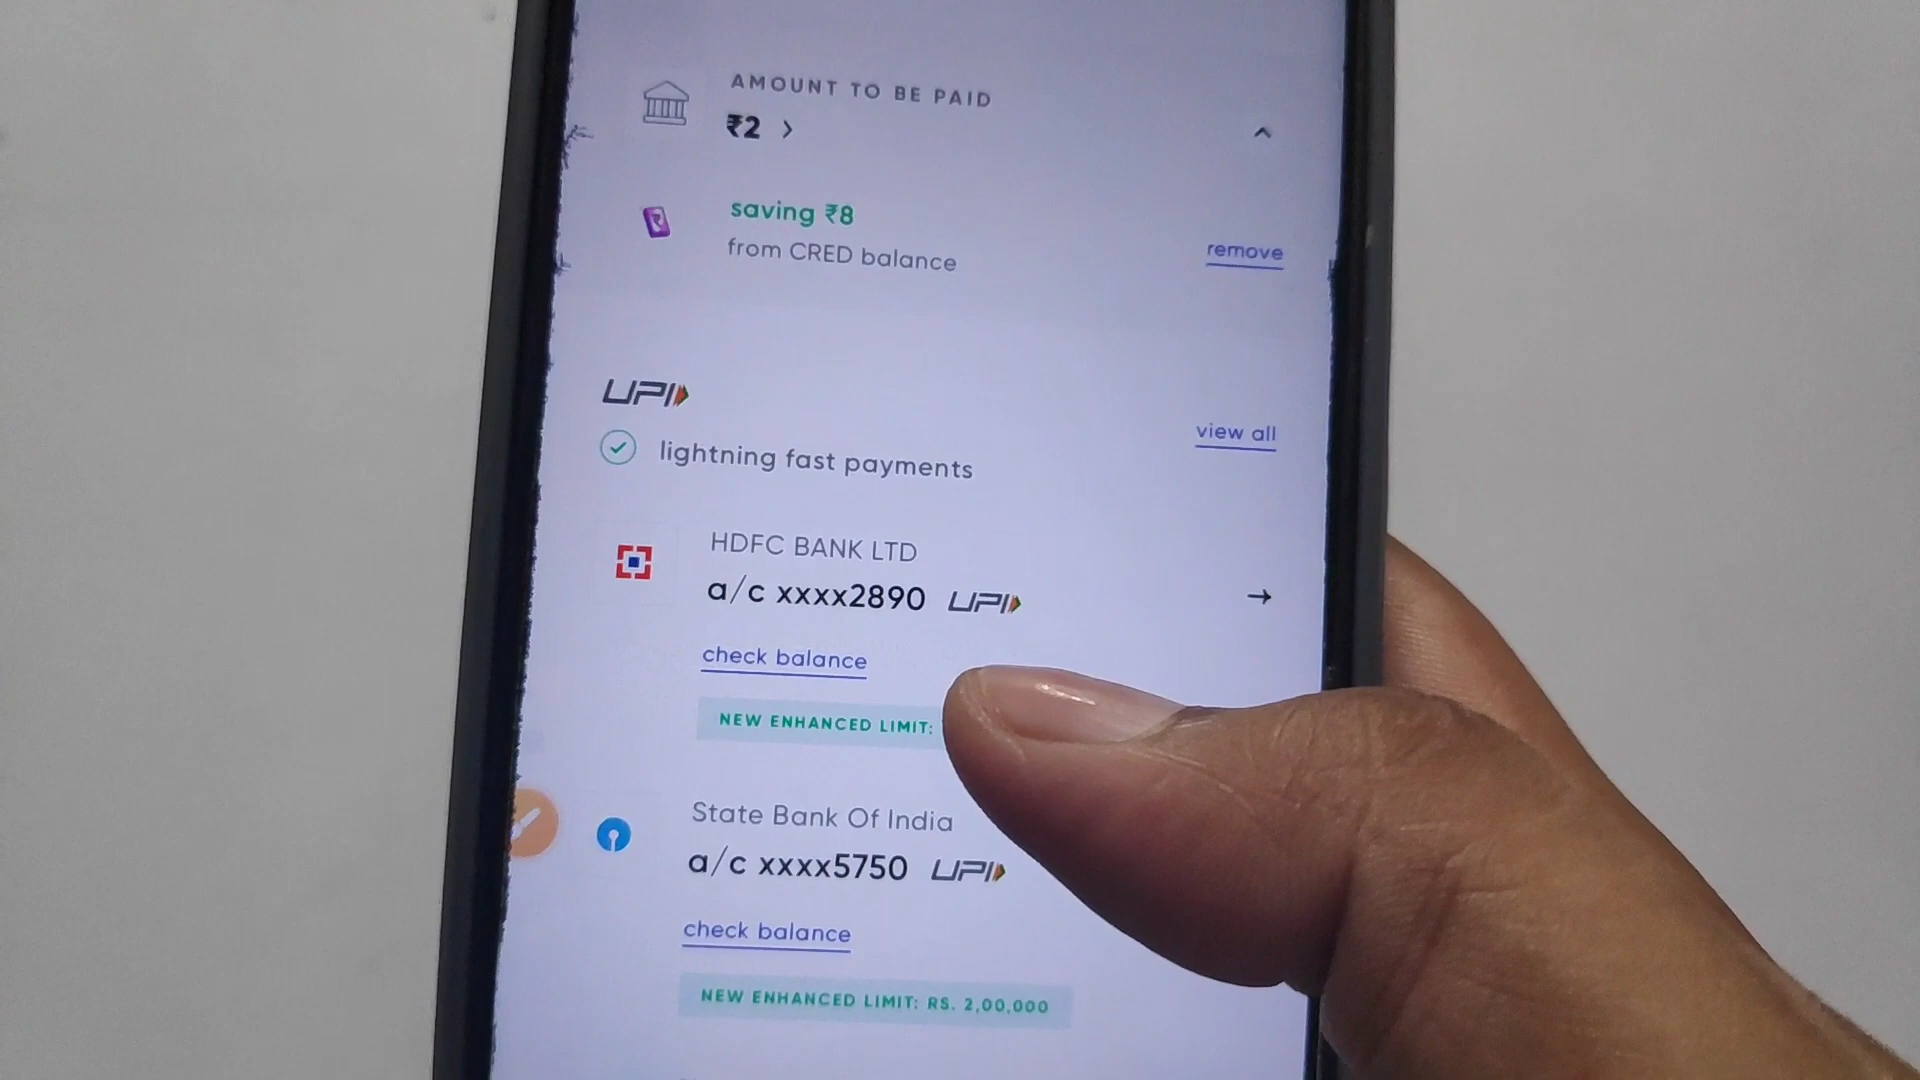 AMOUNT TO BE PAID
₹2 >
saving ₹8
from CRED balance
remove
UPI
view all
lightning fast payments
HDFC BANK LTD
a/c xxxx2890 UPI
check balance
NEW ENHANCED LIMIT:
State Bank Of India
a/c xxxx5750 UPI
check balance
NEW ENHANCED LIMIT: RS. 2,00,000